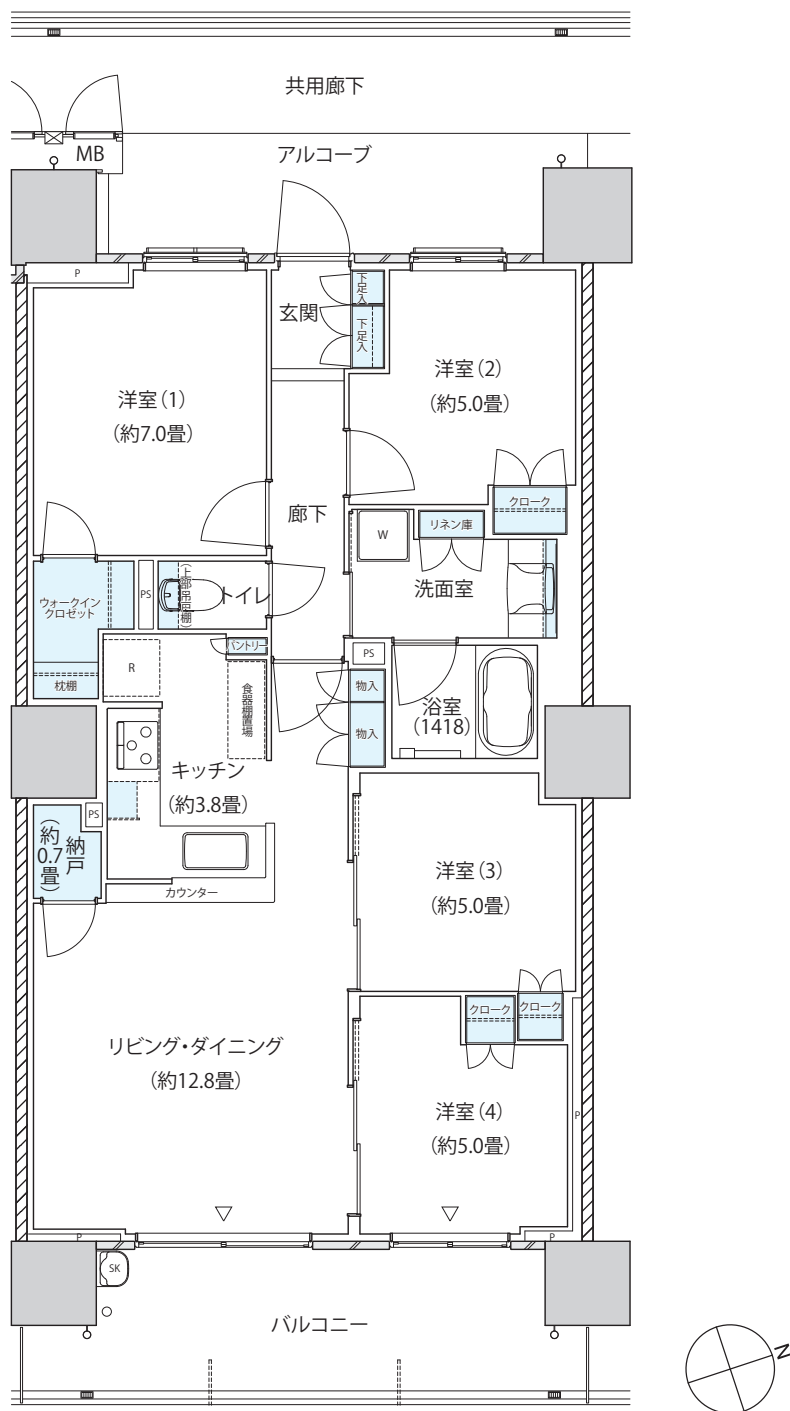 共用廊下
MB
アルコーブ
P
玄関
下足入
下足入
洋室(1)
(約7.0畳)
洋室(2)
(約5.0畳)
クローク
廊下
W
リネン庫
洗面室
ウォークイン
クロゼット
枕棚
PS
(上部吊戸棚)
トイレ
パントリー
R
食器棚置場
PS
物入
物入
浴室
(1418)
キッチン
(約3.8畳)
PS
納戸
(約0.7畳)
カウンター
洋室(3)
(約5.0畳)
クローク
クローク
リビング・ダイニング
(約12.8畳)
洋室(4)
(約5.0畳)
P
P
P
SK
バルコニー
N